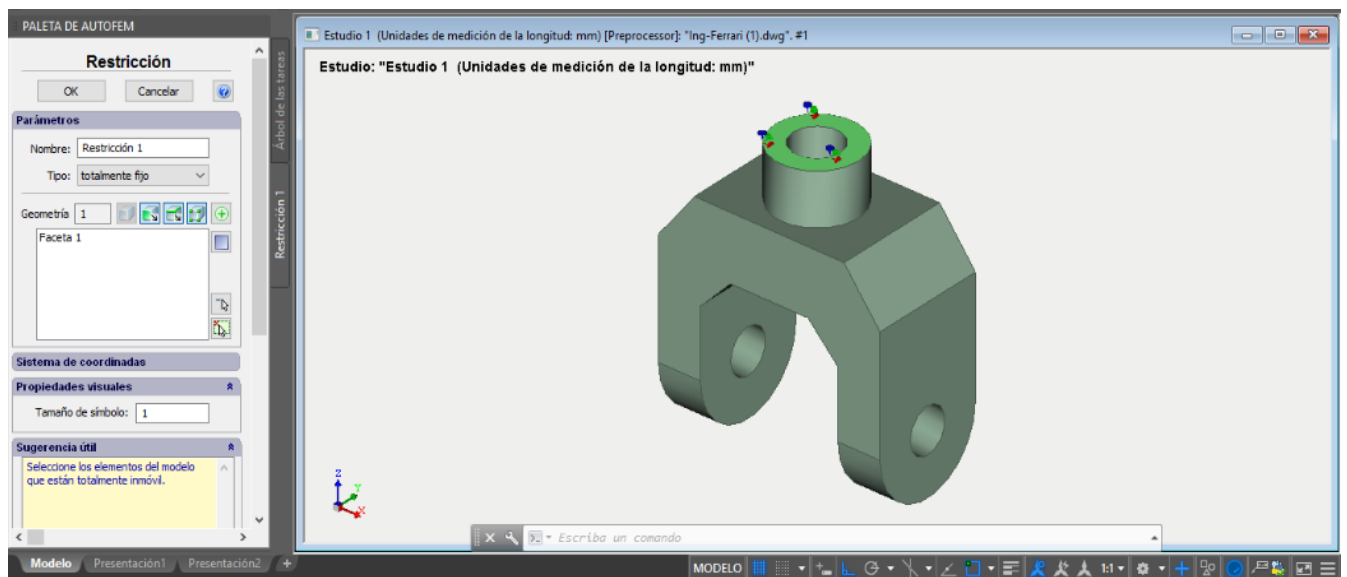 PALETA DE AUTOFEM
Restricción
OK
Cancelar
Parámetros
Nombre: Restricción 1
Tipo: totalmente fijo
Geometría 1
Faceta 1
Sistema de coordinadas
Propiedades visuales
Tamaño de símbolo: 1
Sugerencia útil
Seleccione los elementos del modelo
que están totalmente inmóvil.
Árbol de las tareas
Restricción 1
Estudio 1 (Unidades de medición de la longitud: mm) [Preprocessor]: "Ing-Ferrari (1).dwg". #1
Estudio: "Estudio 1 (Unidades de medición de la longitud: mm)"
Z
Y
X
Escriba un comando
Modelo
Presentación1
Presentación2
+
MODELO
1:1